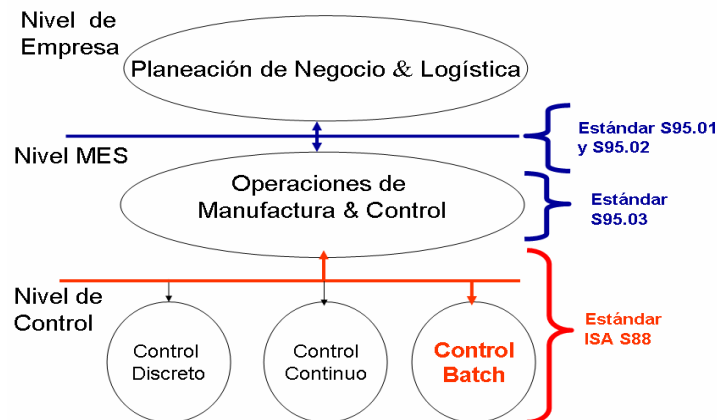 Nivel de
Empresa
Planeación de Negocio & Logística
Estándar S95.01
y S95.02
Nivel MES
Operaciones de
Manufactura & Control
Estándar
S95.03
Nivel de
Control
Control
Discreto
Control
Continuo
Control
Batch
Estándar
ISA S88